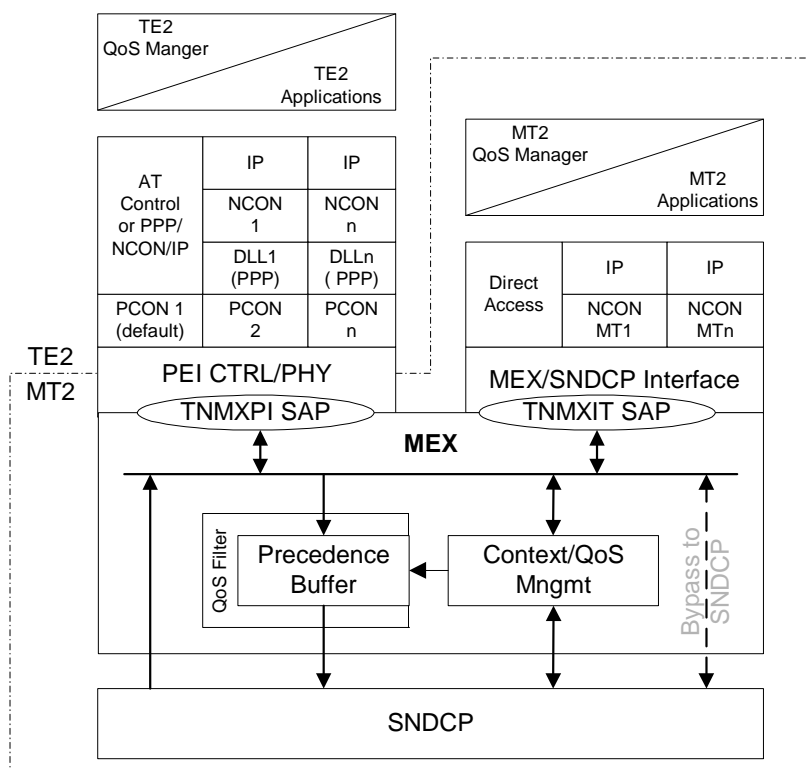 TE2
QoS Manger
TE2
Applications
MT2
QoS Manager
MT2
Applications
AT
Control
or PPP/
NCON/IP
IP
IP
NCON
1
NCON
n
DLL1
(PPP)
DLLn
( PPP)
PCON 1
(default)
PCON
2
PCON
n
Direct
Access
IP
IP
NCON
MT1
NCON
MTn
TE2
MT2
PEI CTRL/PHY
MEX/SNDCP Interface
TNMXPI SAP
TNMXIT SAP
MEX
QoS Filter
Precedence
Buffer
Context/QoS
Mngmt
Bypass to
SNDCP
SNDCP